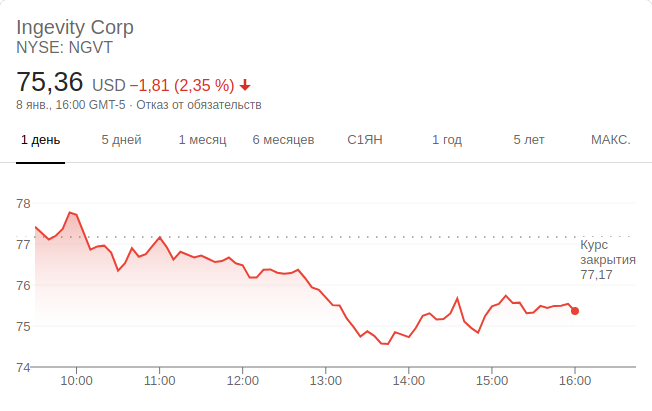 Ingevity Corp
NYSE: NGVT
75,36 USD −1,81 (2,35 %)
8 янв., 16:00 GMT-5 · Отказ от обязательств
1 день 5 дней 1 месяц 6 месяцев С1ЯН 1 год 5 лет МАКС.
78
77
76
75
74
Курс
закрытия
77,17
10:00 11:00 12:00 13:00 14:00 15:00 16:00